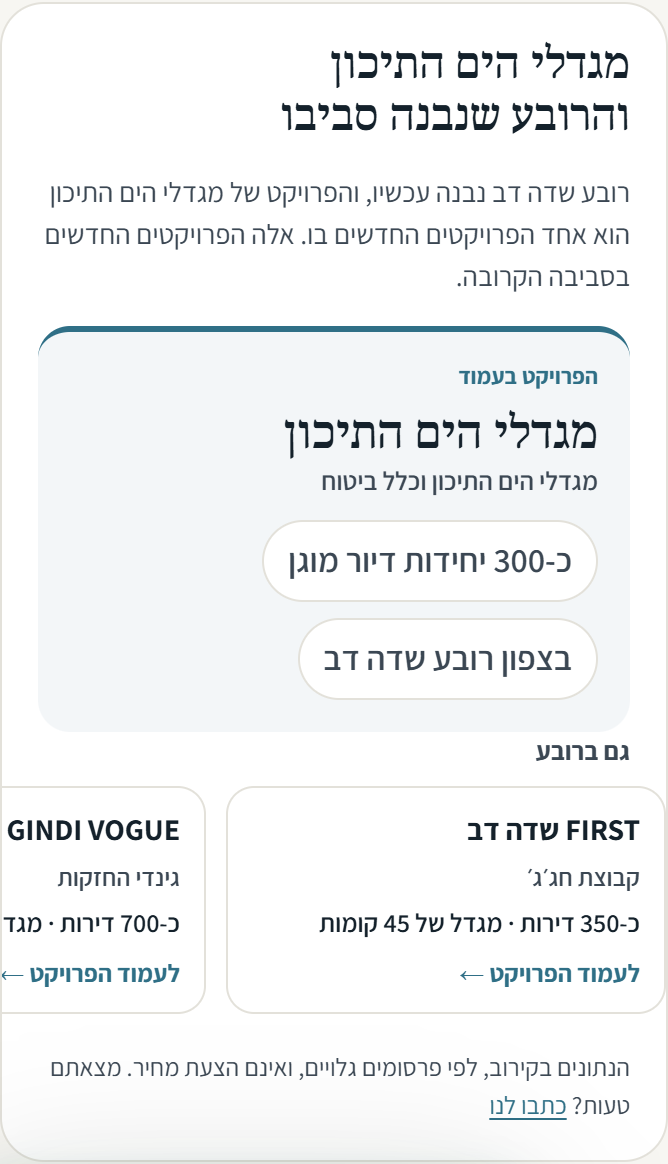 מגדלי הים התיכון
והרובע שנבנה סביבו
רובע שדה דב נבנה עכשיו, והפרויקט של מגדלי הים התיכון
הוא אחד הפרויקטים החדשים בו. אלה הפרויקטים החדשים
בסביבה הקרובה.
הפרויקט בעמוד
מגדלי הים התיכון
מגדלי הים התיכון וכלל ביטוח
כ-300 יחידות דיור מוגן
בצפון רובע שדה דב
גם ברובע
FIRST שדה דב
קבוצת חג׳ג׳
כ-350 דירות · מגדל של 45 קומות
לעמוד הפרויקט ←
GINDI VOGUE
גינדי החזקות
כ-700 דירות · מגד
לעמוד הפרויקט ←
הנתונים בקירוב, לפי פרסומים גלויים, ואינם הצעת מחיר. מצאתם
טעות? כתבו לנו